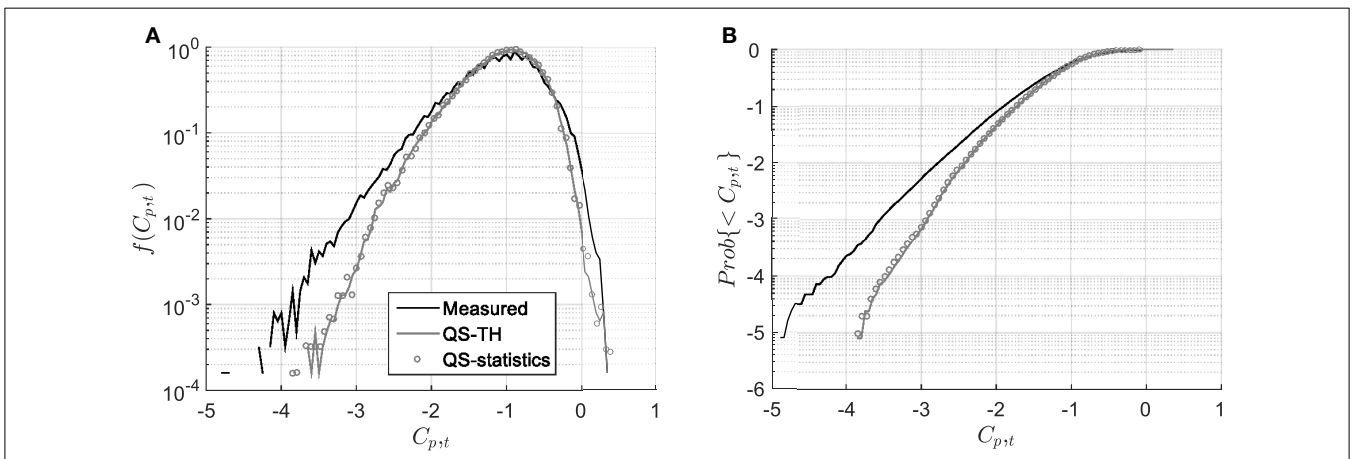 A
10^0
10^-1
10^-2
10^-3
10^-4
f(C_{p,t})
Measured
QS-TH
QS-statistics
-5 -4 -3 -2 -1 0 1
C_{p,t}
B
0
-1
-2
-3
-4
-5
-6
Prob{< C_{p,t}}
-5 -4 -3 -2 -1 0 1
C_{p,t}